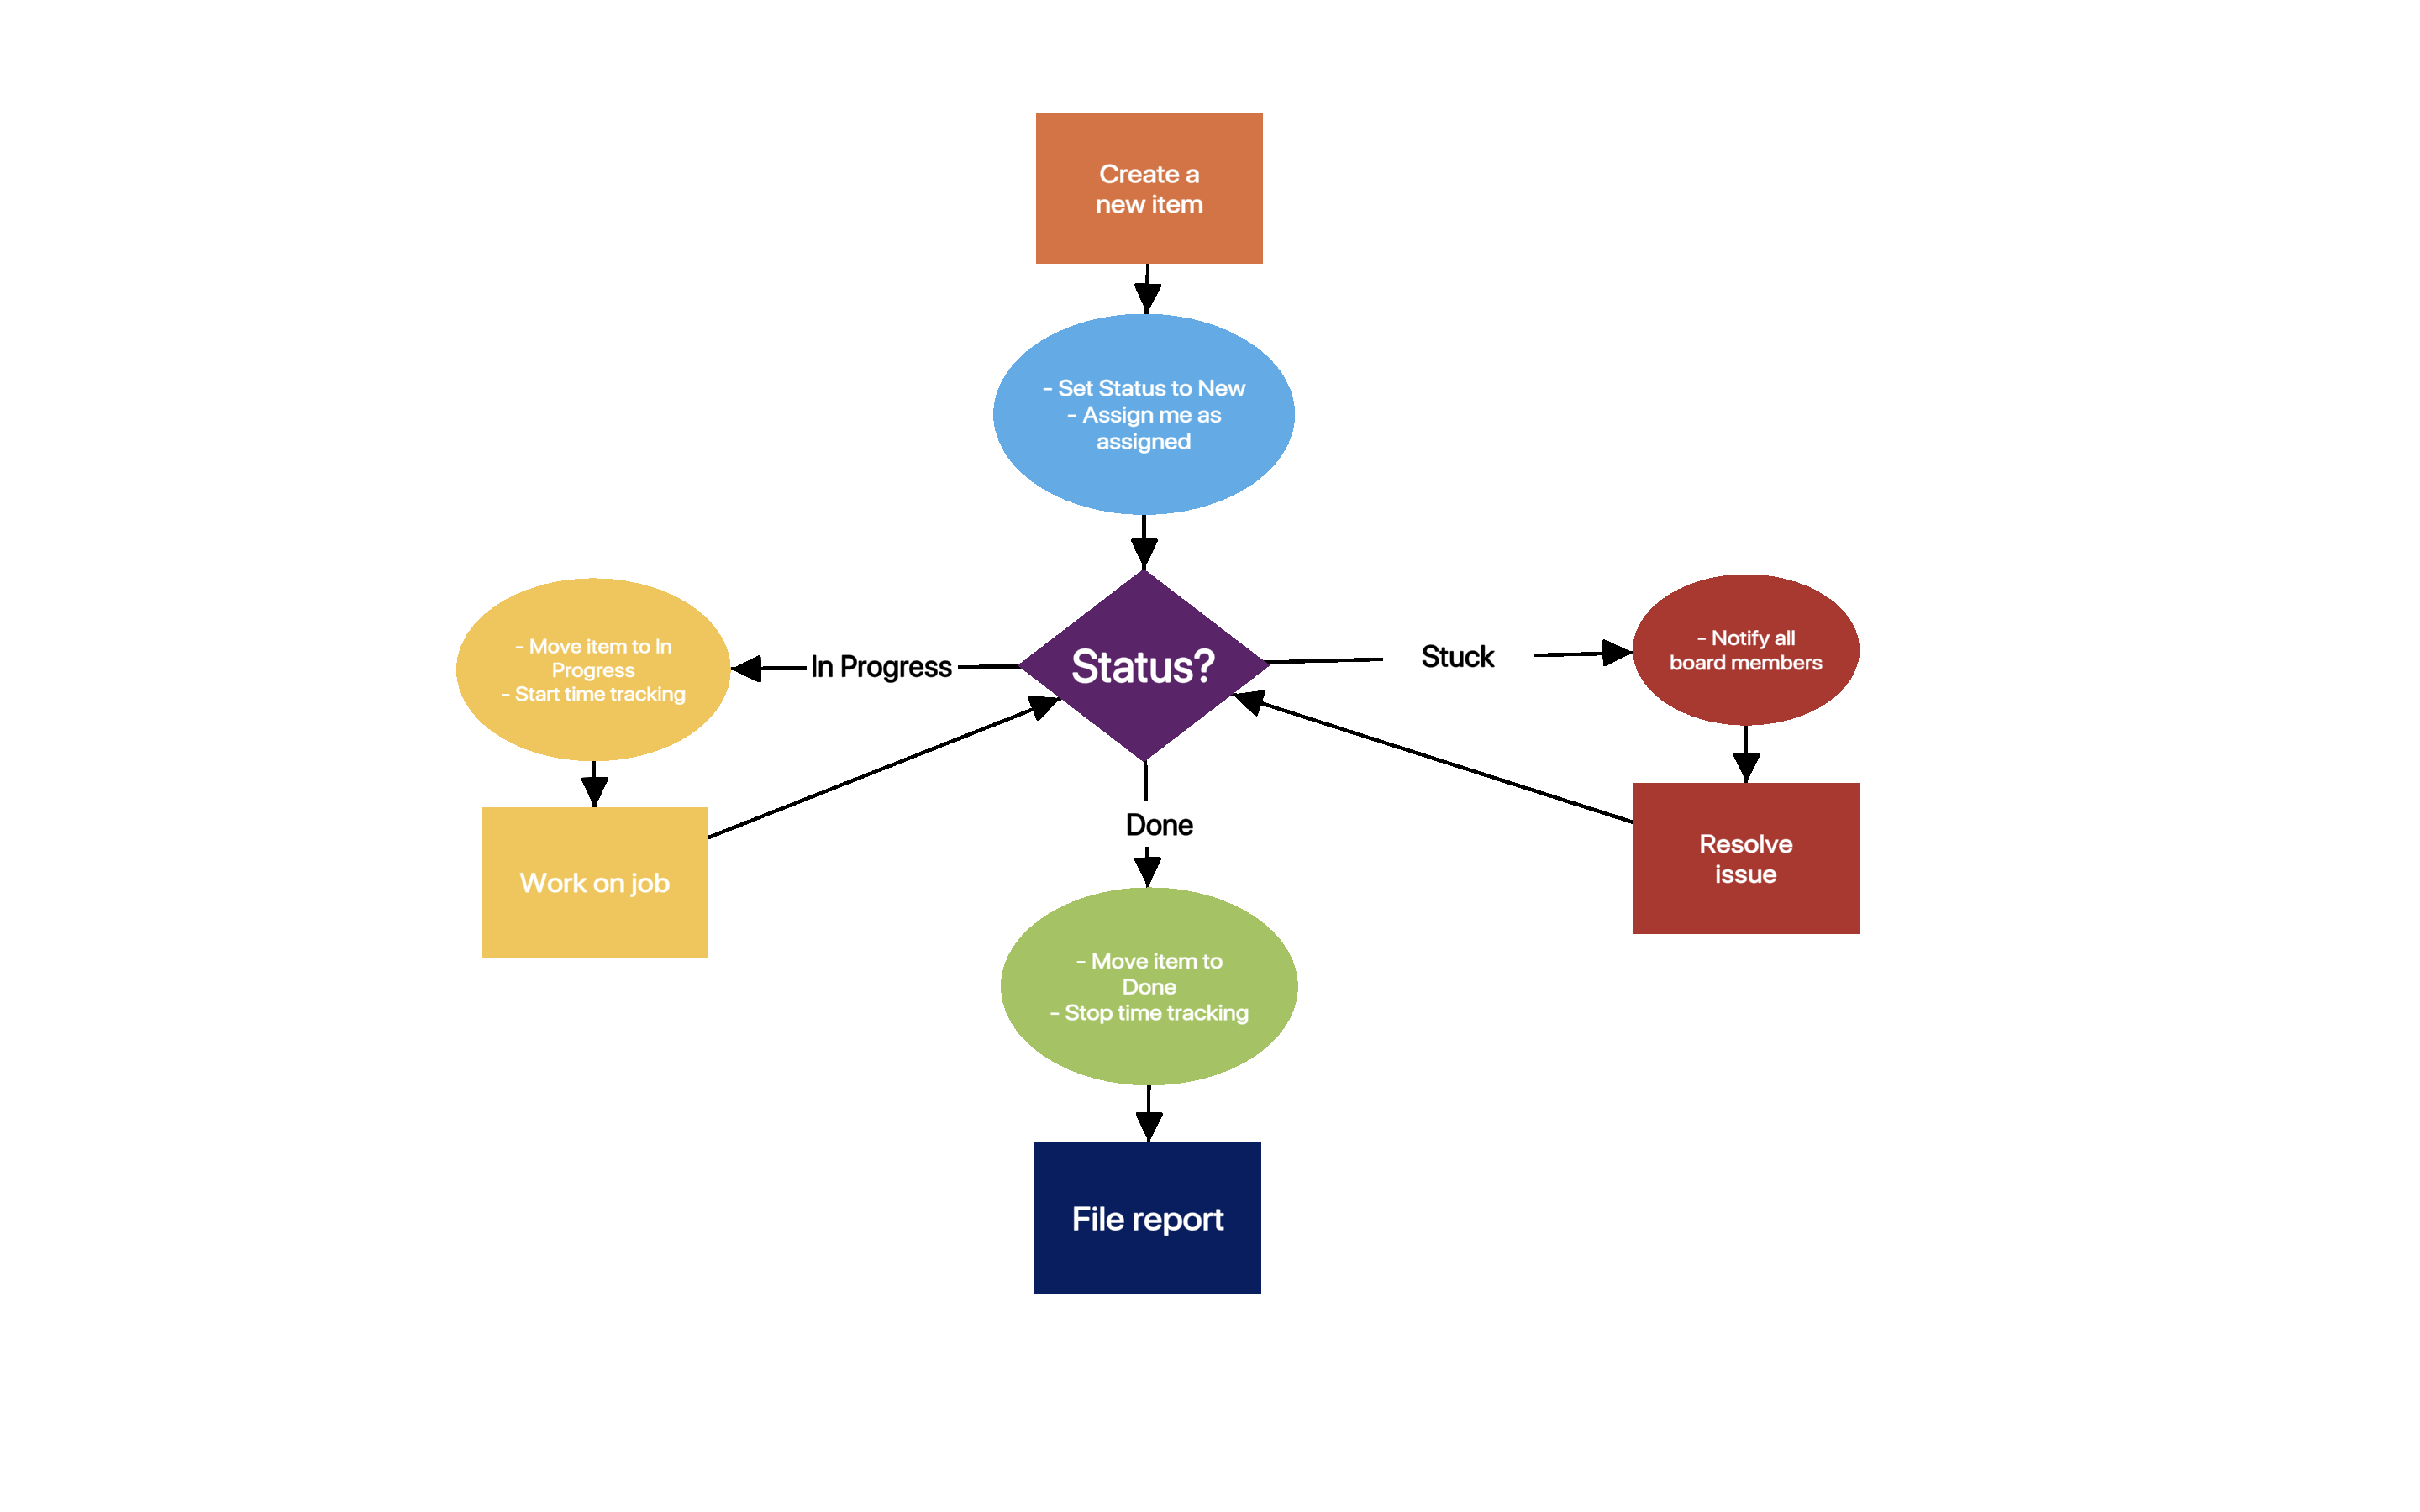 Create a
new item
- Set Status to New
- Assign me as
assigned
- Move item to In
Progress
- Start time tracking
In Progress
Status?
Stuck
- Notify all
board members
Work on job
Done
Resolve
issue
- Move item to
Done
- Stop time tracking
File report